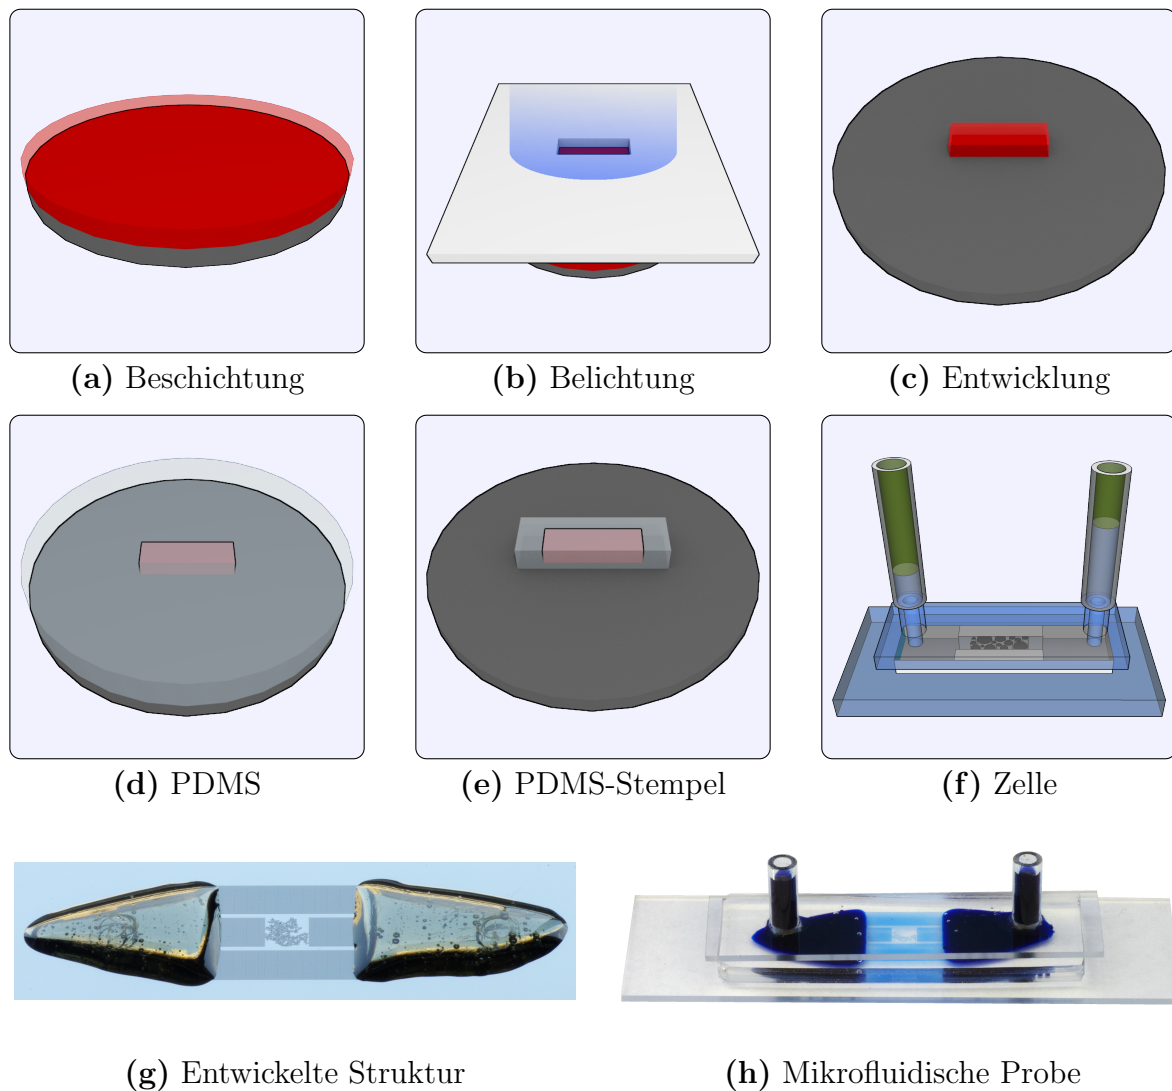 (a) Beschichtung
(b) Belichtung
(c) Entwicklung
(d) PDMS
(e) PDMS-Stempel
(f) Zelle
(g) Entwickelte Struktur
(h) Mikrofluidische Probe